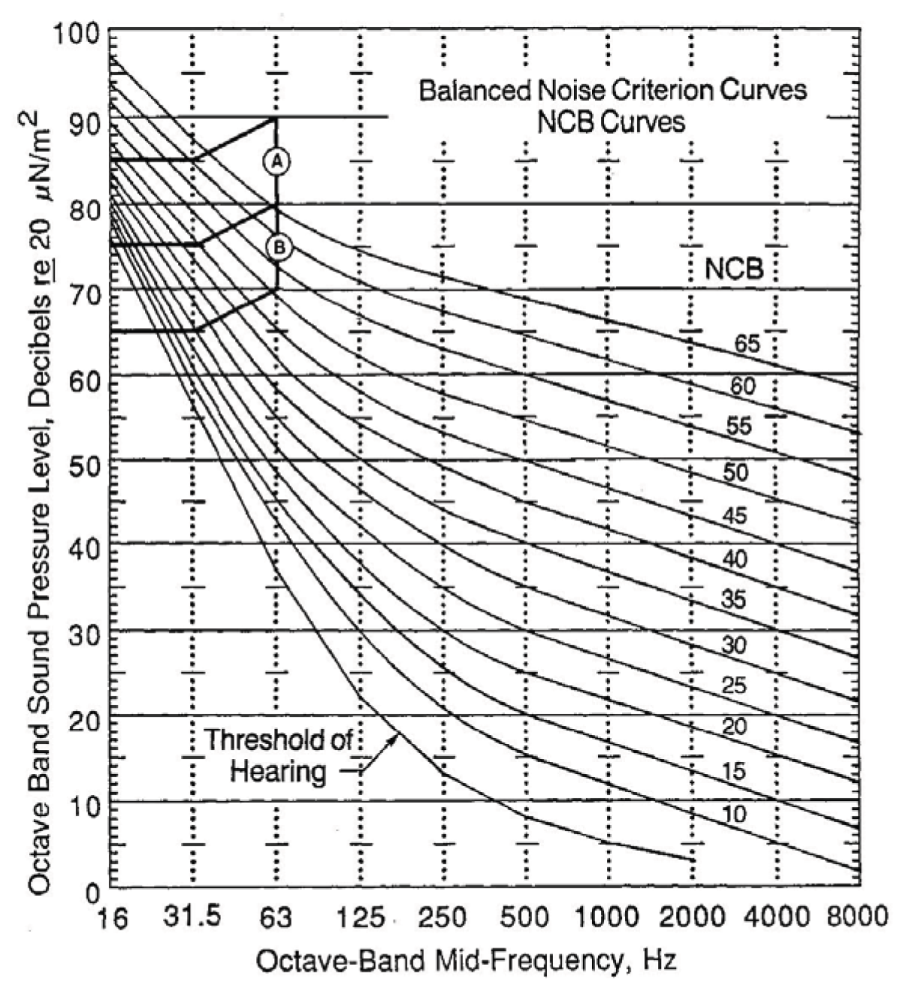 100
90
80
70
60
50
40
30
20
10
0
Octave Band Sound Pressure Level, Decibels re 20 μN/m²
Balanced Noise Criterion Curves
NCB Curves
A
B
NCB
65
60
55
50
45
40
35
30
25
20
15
10
Threshold of
Hearing
16 31.5 63 125 250 500 1000 2000 4000 8000
Octave-Band Mid-Frequency, Hz